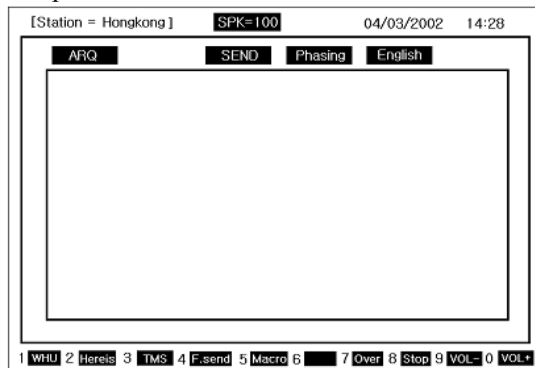 [Station = Hongkong] SPK=100 04/03/2002 14:28
ARQ SEND Phasing English
1 WHU 2 Hereis 3 TMS 4 F.send 5 Macro 6 7 Over 8 Stop 9 VOL- 0 VOL+